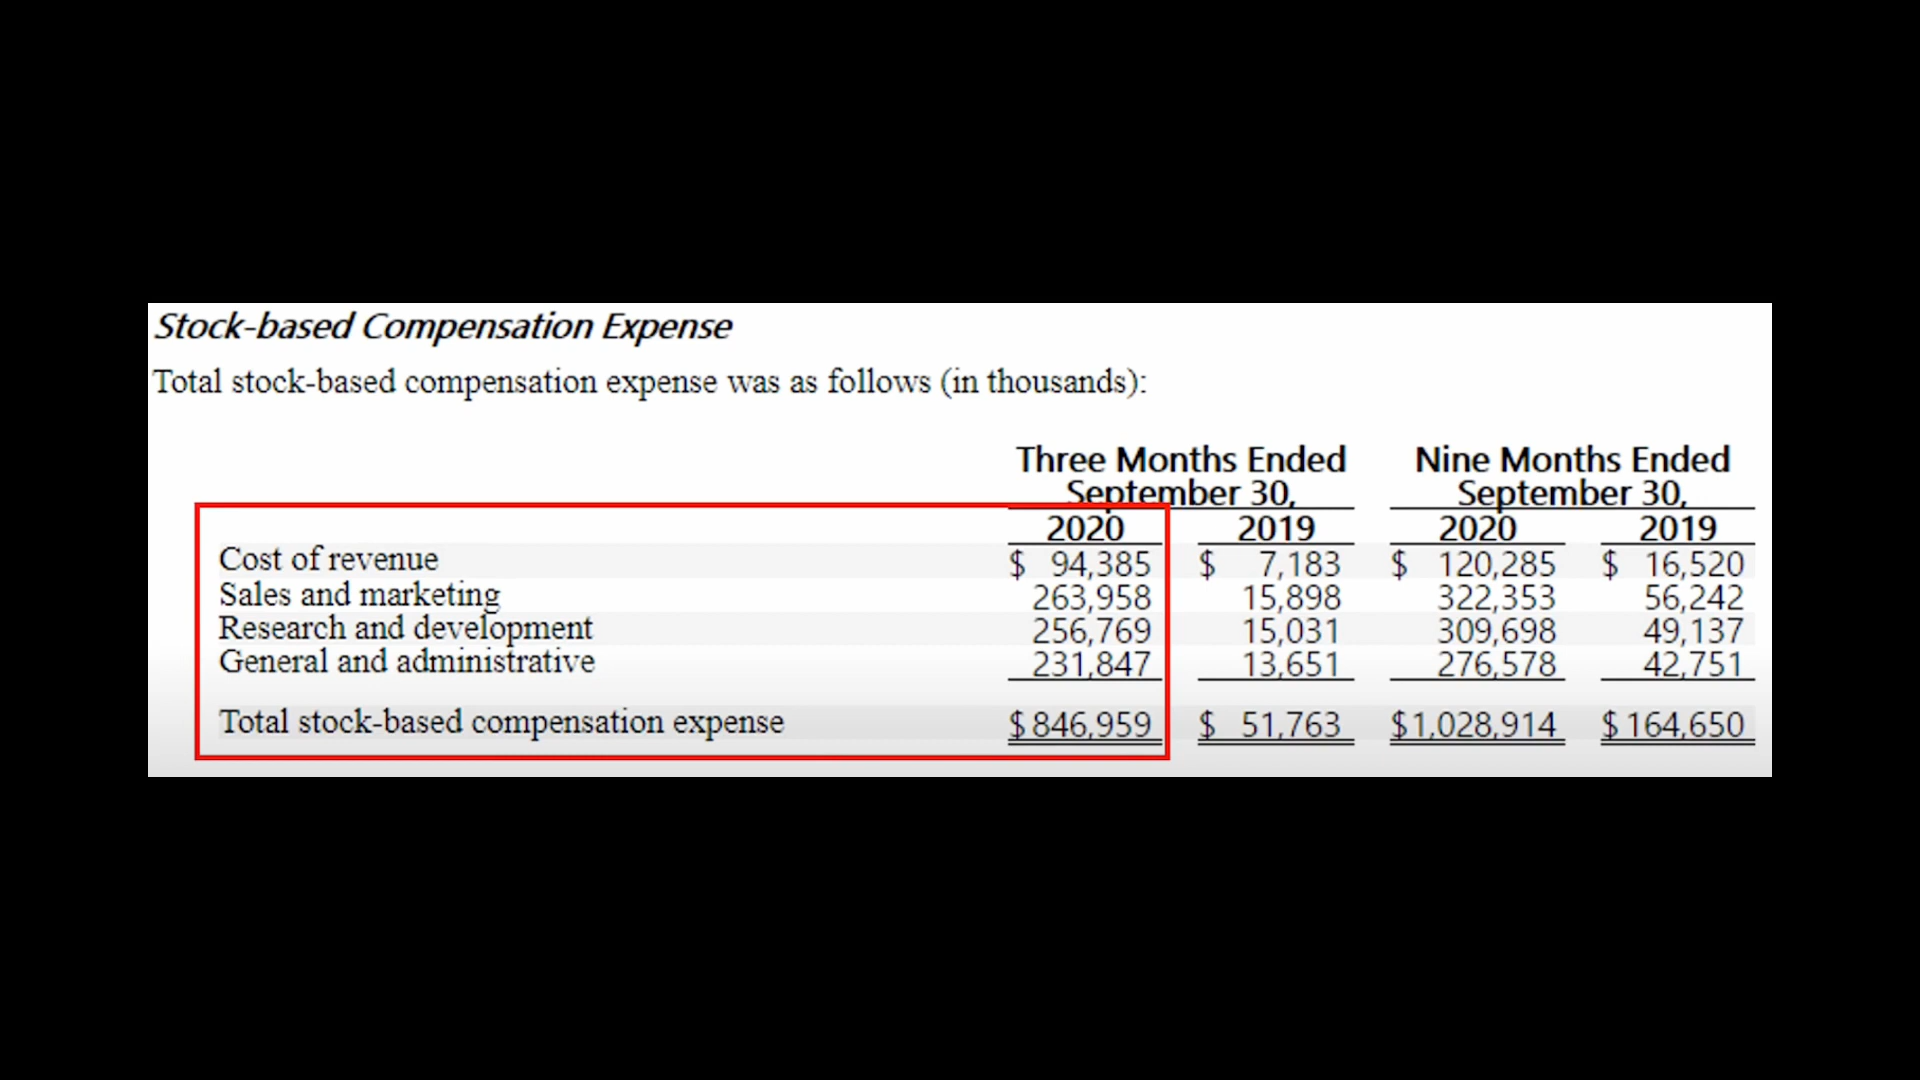 Stock-based Compensation Expense
Total stock-based compensation expense was as follows (in thousands):
Three Months Ended September 30, Nine Months Ended September 30,
2020 2019 2020 2019
Cost of revenue $ 94,385 $ 7,183 $ 120,285 $ 16,520
Sales and marketing 263,958 15,898 322,353 56,242
Research and development 256,769 15,031 309,698 49,137
General and administrative 231,847 13,651 276,578 42,751
Total stock-based compensation expense $846,959 $ 51,763 $1,028,914 $164,650